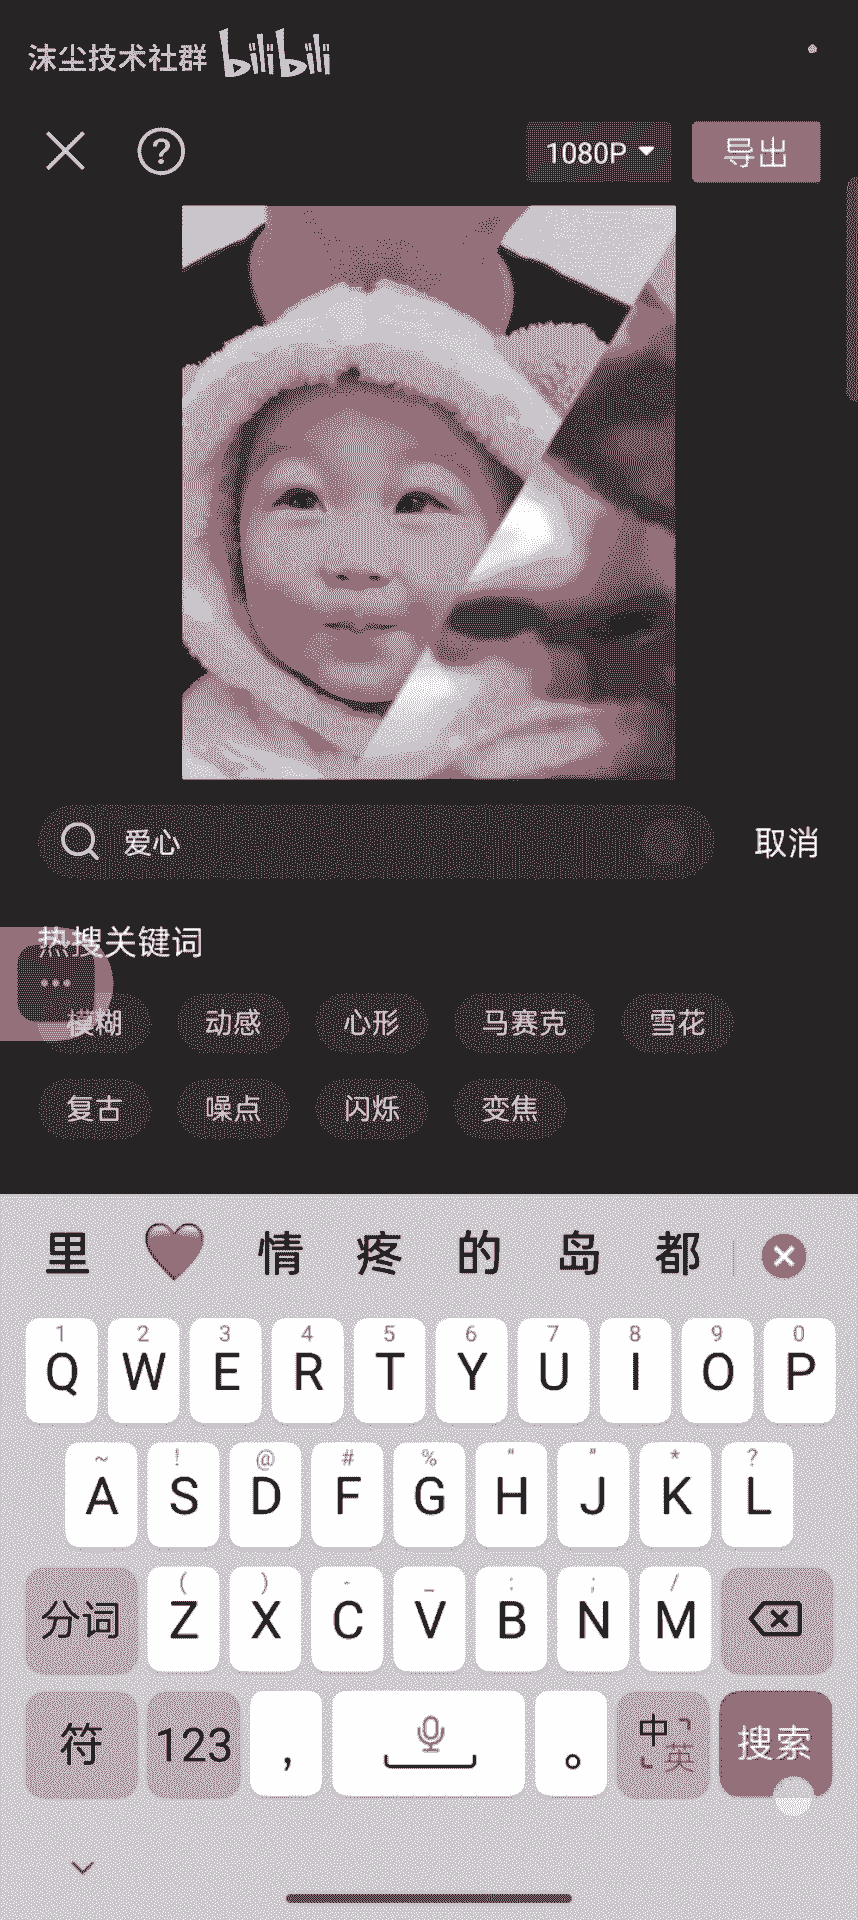 沫尘技术社群 bilibili
1080P 导出
爱心 取消
热搜关键词
模糊 动感 心形 马赛克 雪花
复古 噪点 闪烁 变焦
里 情 疼 的 岛 都
1 2 3 4 5 6 7 8 9 0
Q W E R T Y U I O P
~ ! @ # % " " * ?
A S D F G H J K L
( ) - _ : ; /
分词 Z X C V B N M
符 123 , 。 中 英 搜索